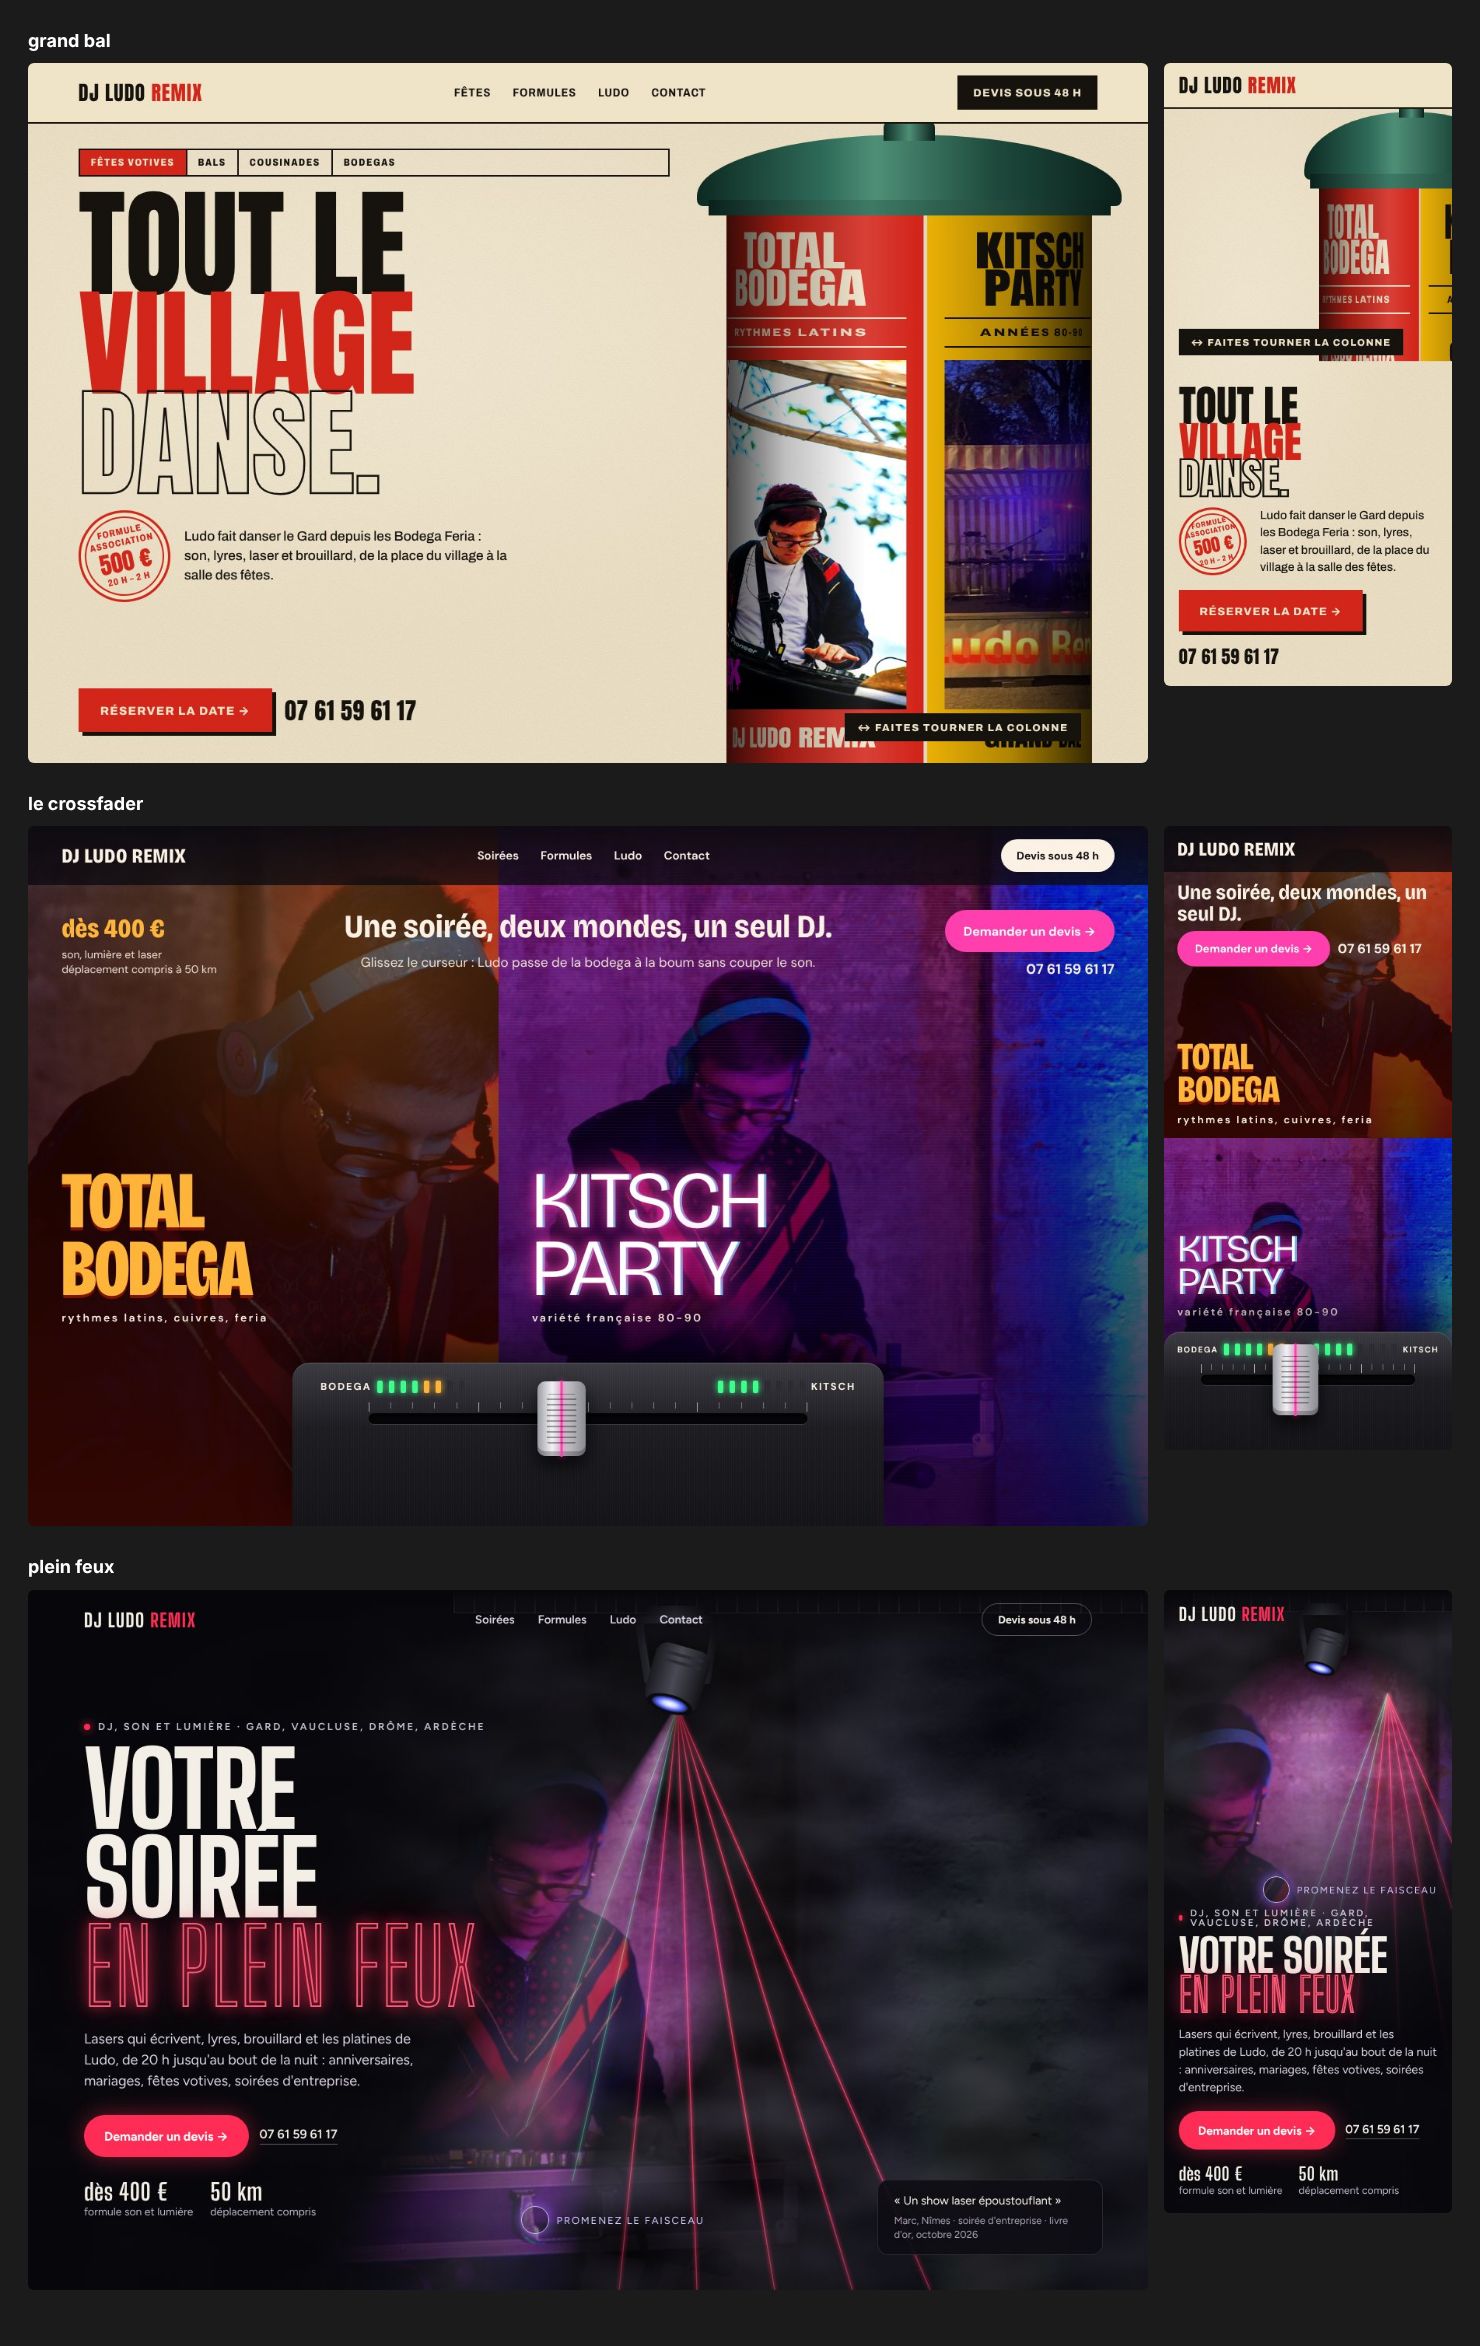 grand bal
DJ LUDO REMIX
FÊTES FORMULES LUDO CONTACT
DEVIS SOUS 48 H
FÊTES VOTIVES BALS COUSINADES BODEGAS
TOUT LE
VILLAGE
DANSE.
FORMULE
ASSOCIATION
500 €
20 H – 2 H
Ludo fait danser le Gard depuis les Bodega Feria :
son, lyres, laser et brouillard, de la place du village à la
salle des fêtes.
RÉSERVER LA DATE →
07 61 59 61 17
TOTAL
BODEGA
RYTHMES LATINS
KITSCH
PARTY
ANNÉES 80-90
Pioneer
Ludo Re
DJ LUDO REMIX
GRAND BAL
↔ FAITES TOURNER LA COLONNE
DJ LUDO REMIX
TOTAL
BODEGA
RYTHMES LATINS
↔ FAITES TOURNER LA COLONNE
TOUT LE
VILLAGE
DANSE.
FORMULE
ASSOCIATION
500 €
20 H – 2 H
Ludo fait danser le Gard depuis
les Bodega Feria : son, lyres,
laser et brouillard, de la place du
village à la salle des fêtes.
RÉSERVER LA DATE →
07 61 59 61 17
le crossfader
DJ LUDO REMIX
Soirées Formules Ludo Contact
Devis sous 48 h
dès 400 €
son, lumière et laser
déplacement compris à 50 km
Une soirée, deux mondes, un seul DJ.
Glissez le curseur : Ludo passe de la bodega à la boum sans couper le son.
Demander un devis →
07 61 59 61 17
TOTAL
BODEGA
rythmes latins, cuivres, feria
KITSCH
PARTY
variété française 80-90
BODEGA
KITSCH
DJ LUDO REMIX
Une soirée, deux mondes, un
seul DJ.
Demander un devis → 07 61 59 61 17
TOTAL
BODEGA
rythmes latins, cuivres, feria
KITSCH
PARTY
variété française 80-90
BODEGA
KITSCH
plein feux
DJ LUDO REMIX
Soirées Formules Ludo Contact
Devis sous 48 h
DJ, SON ET LUMIÈRE · GARD, VAUCLUSE, DRÔME, ARDÈCHE
VOTRE
SOIRÉE
EN PLEIN FEUX
Lasers qui écrivent, lyres, brouillard et les platines de
Ludo, de 20 h jusqu'au bout de la nuit : anniversaires,
mariages, fêtes votives, soirées d'entreprise.
Demander un devis → 07 61 59 61 17
dès 400 €
formule son et lumière
50 km
déplacement compris
PROMENEZ LE FAISCEAU
« Un show laser époustouflant »
Marc, Nîmes · soirée d'entreprise · livre
d'or, octobre 2026
DJ LUDO REMIX
PROMENEZ LE FAISCEAU
DJ, SON ET LUMIÈRE · GARD,
VAUCLUSE, DRÔME, ARDÈCHE
VOTRE SOIRÉE
EN PLEIN FEUX
Lasers qui écrivent, lyres, brouillard et les
platines de Ludo, de 20 h jusqu'au bout de la nuit
: anniversaires, mariages, fêtes votives, soirées
d'entreprise.
Demander un devis → 07 61 59 61 17
dès 400 €
formule son et lumière
50 km
déplacement compris